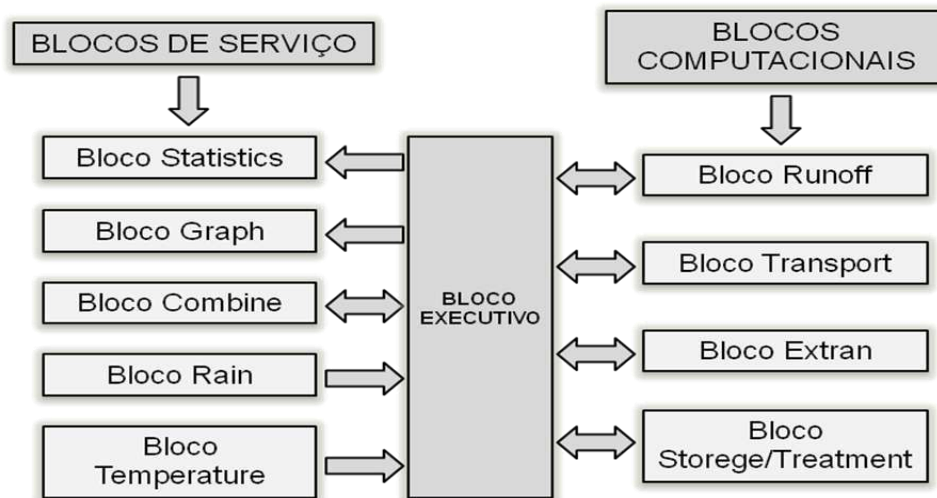 BLOCOS DE SERVIÇO
Bloco Statistics
Bloco Graph
Bloco Combine
Bloco Rain
Bloco
Temperature
BLOCO
EXECUTIVO
BLOCOS
COMPUTACIONAIS
Bloco Runoff
Bloco Transport
Bloco Extran
Bloco
Storege/Treatment